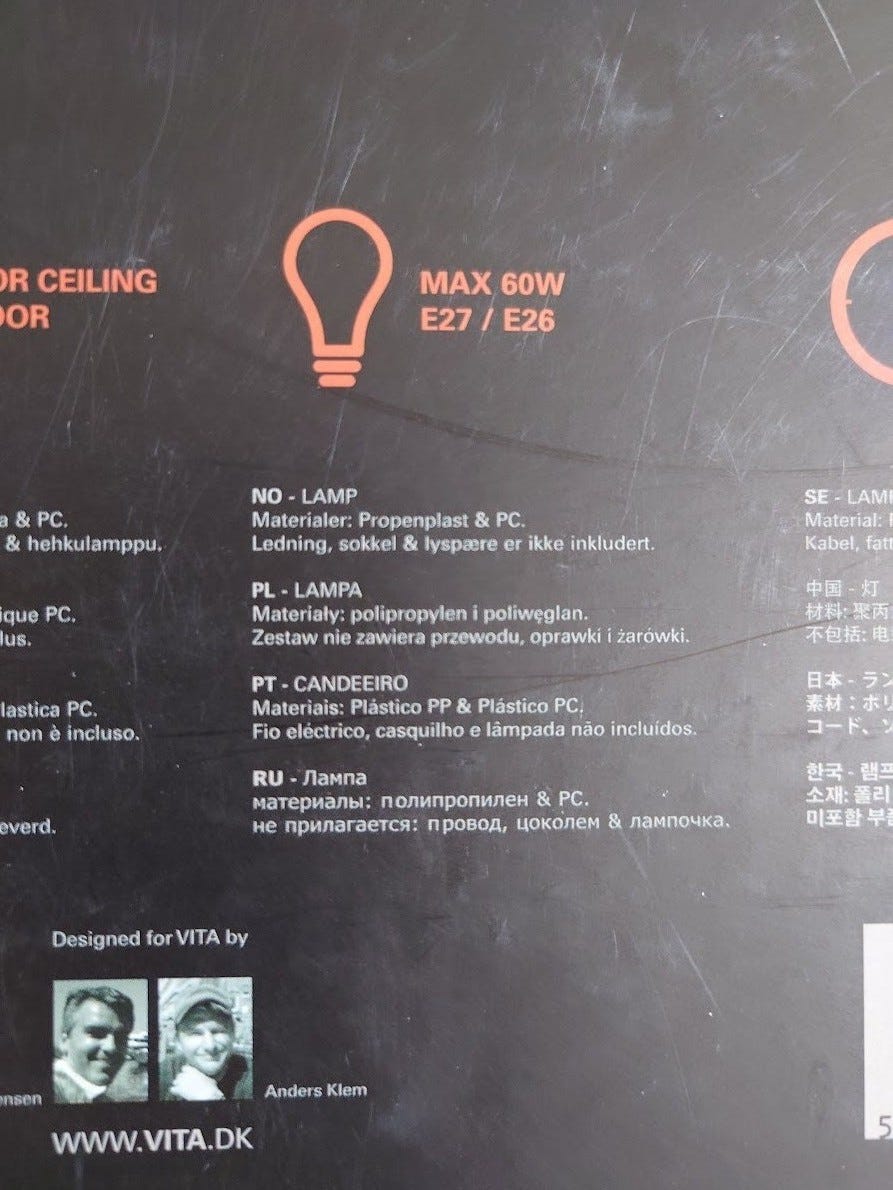 OR CEILING
OOR
MAX 60W
E27 / E26
a & PC.
& hehkulamppu.
ique PC.
lus.
lastica PC.
non è incluso.
everd.
NO - LAMP
Materialer: Propenplast & PC.
Ledning, sokkel & lyspære er ikke inkludert.
PL - LAMPA
Materiały: polipropylen i poliwęglan.
Zestaw nie zawiera przewodu, oprawki i żarówki.
PT - CANDEEIRO
Materiais: Plástico PP & Plástico PC.
Fio eléctrico, casquilho e lâmpada não incluídos.
RU - Лампа
материалы: полипропилен & PC.
не прилагается: провод, цоколем & лампочка.
SE - LAM
Material:
Kabel, fatt
中国 - 灯
材料: 聚丙
不包括: 电
日本 - ラン
素材：ポリ
コード、ソ
한국 - 램프
소재: 폴리
미포함 부품
Designed for VITA by
ensen
Anders Klem
WWW.VITA.DK
5